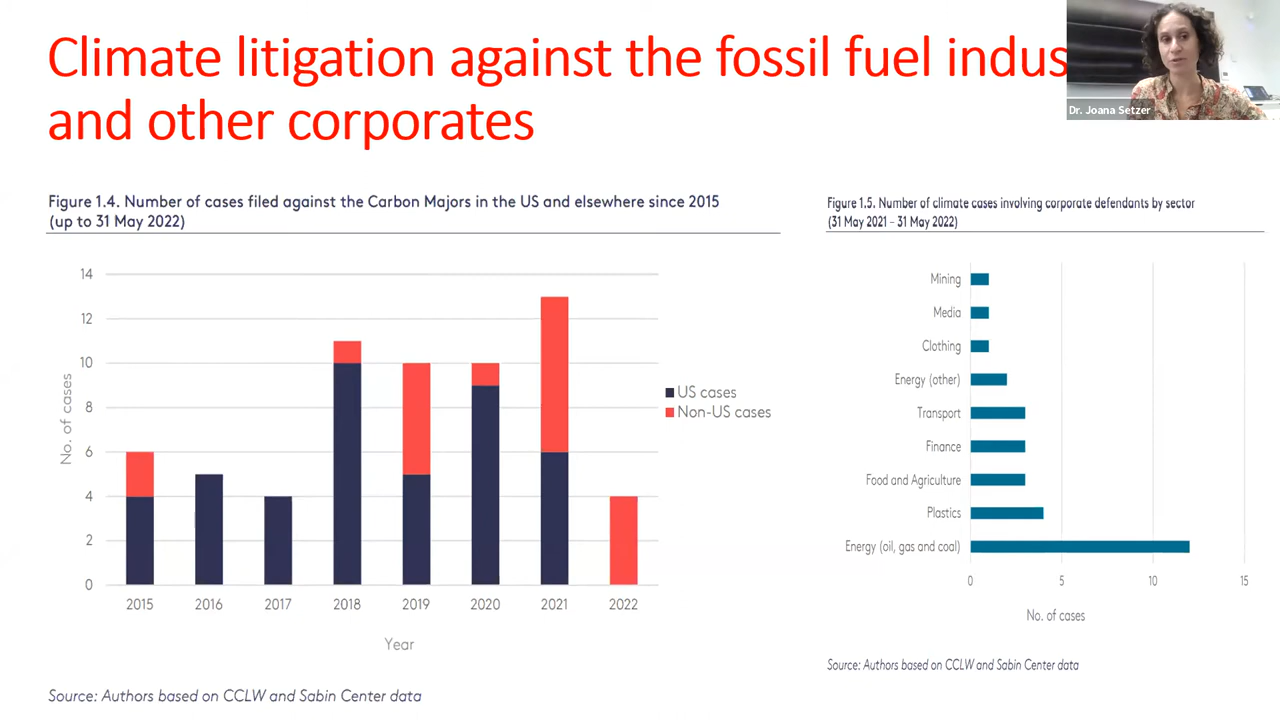 Climate litigation against the fossil fuel indus
and other corporates
Dr. Joana Setzer
Figure 1.4. Number of cases filed against the Carbon Majors in the US and elsewhere since 2015
(up to 31 May 2022)
14
12
10
8
6
4
2
0
No. of cases
2015 2016 2017 2018 2019 2020 2021 2022
Year
US cases
Non-US cases
Source: Authors based on CCLW and Sabin Center data
Figure 1.5. Number of climate cases involving corporate defendants by sector
(31 May 2021 – 31 May 2022)
Mining
Media
Clothing
Energy (other)
Transport
Finance
Food and Agriculture
Plastics
Energy (oil, gas and coal)
0 5 10 15
No. of cases
Source: Authors based on CCLW and Sabin Center data